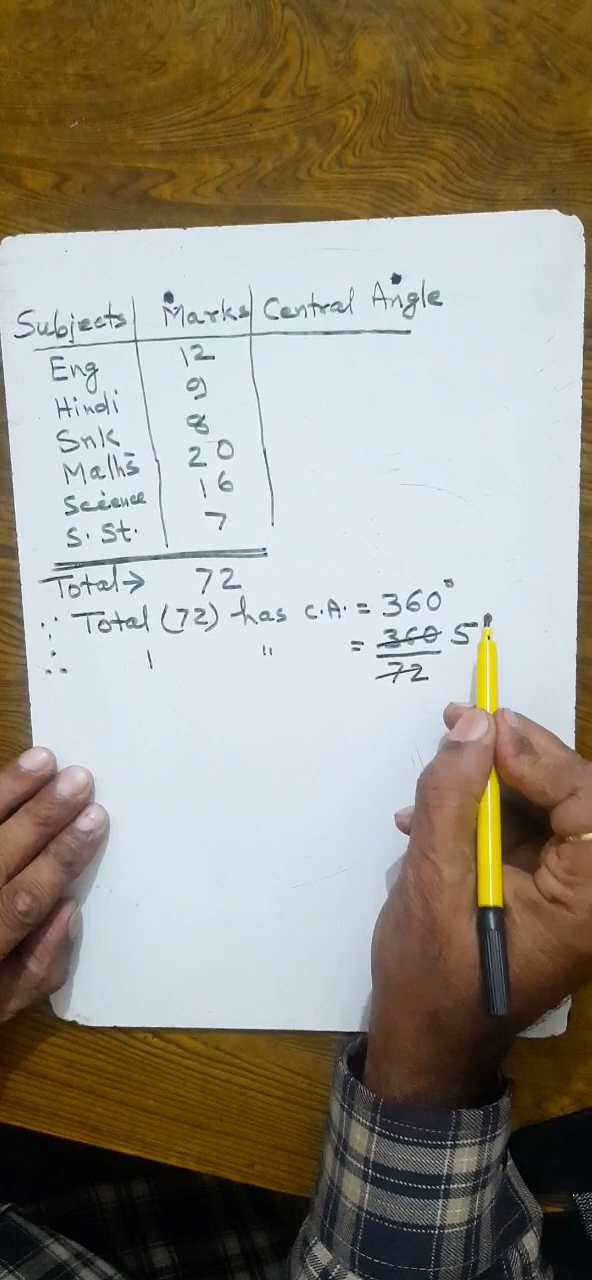 Subjects Marks Central Angle
Eng 12
Hindi 9
Snk 8
Maths 20
Science 16
S. St. 7
Total → 72
∵ Total (72) has C.A. = 360°
∴ 1 " = 360/72 5°